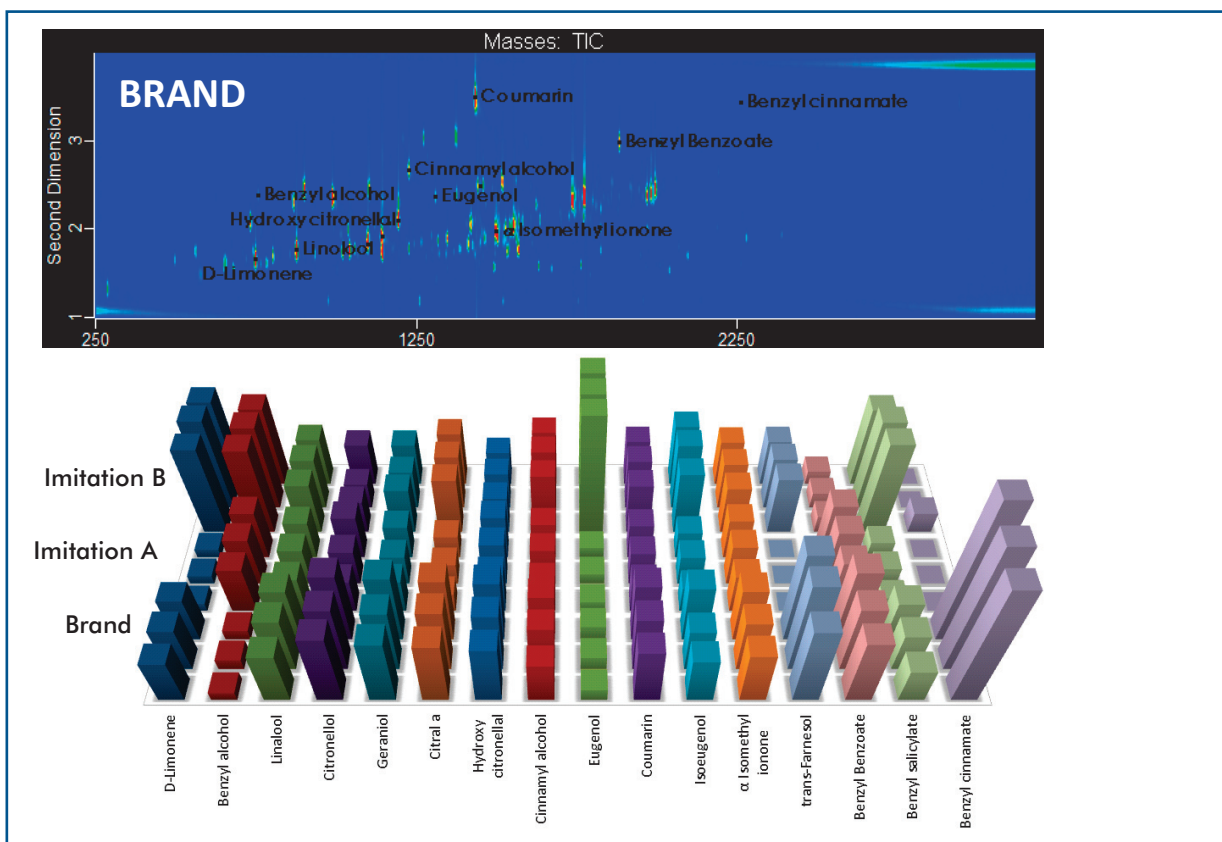 Masses: TIC
BRAND
Coumarin
Benzyl cinnamate
Benzyl Benzoate
Cinnamyl alcohol
Benzyl alcohol
Eugenol
Hydroxy citronellal
α Isomethyl ionone
Linalool
D-Limonene
Second Dimension
3
2
1
250
1250
2250
Imitation B
Imitation A
Brand
D-Limonene
Benzyl alcohol
Linalool
Citronellol
Geraniol
Citral a
Hydroxy
citronellal
Cinnamyl alcohol
Eugenol
Coumarin
Isoeugenol
α Isomethyl
ionone
trans-Farnesol
Benzyl Benzoate
Benzyl salicylate
Benzyl cinnamate